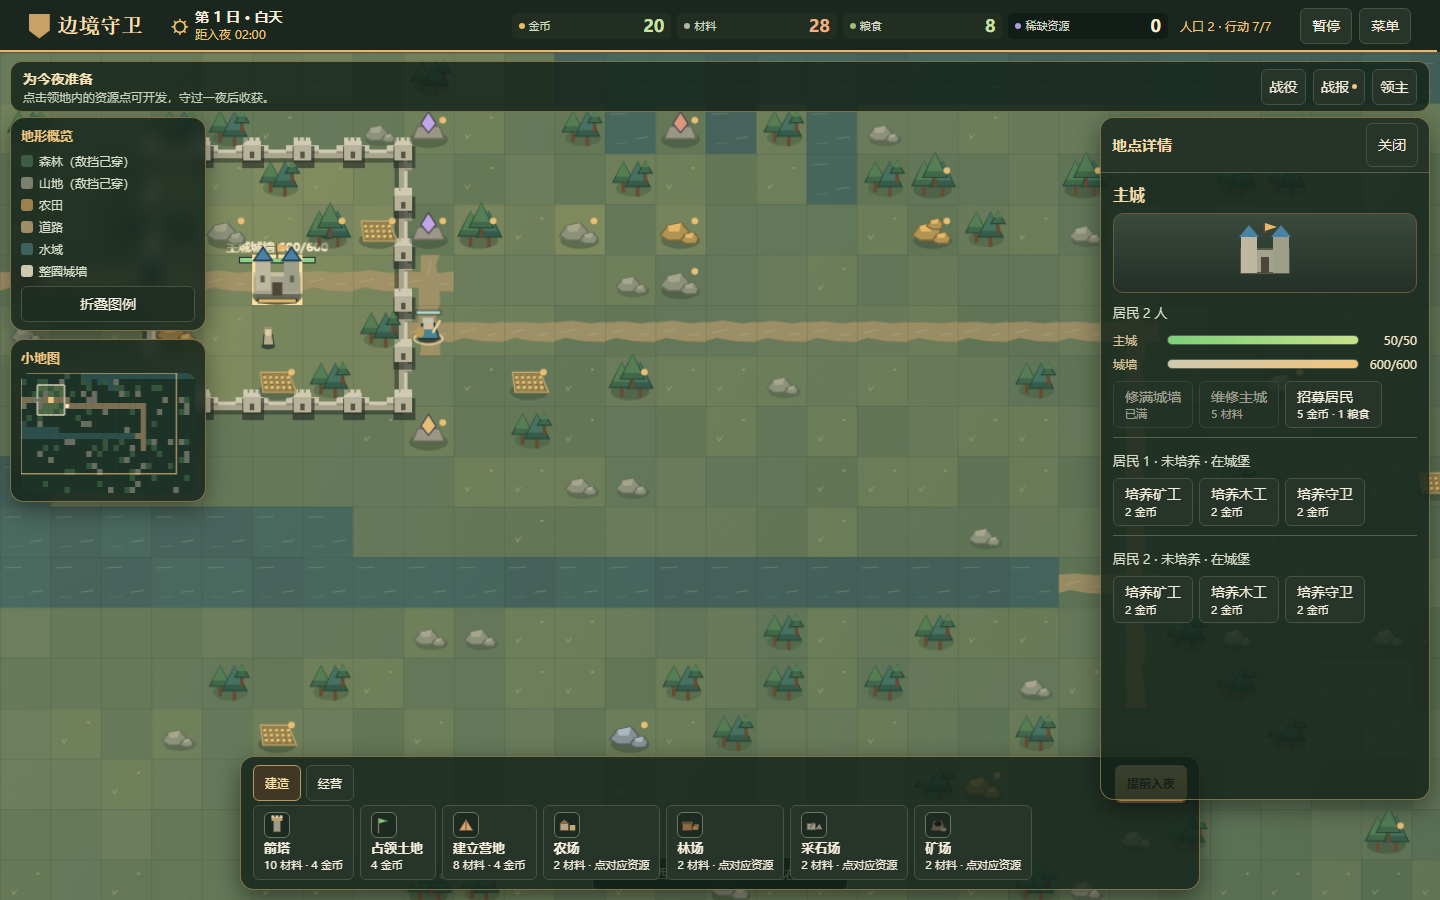 边境守卫
第 1 日 · 白天
距入夜 02:00
金币 20
材料 28
粮食 8
稀缺资源 0
人口 2 · 行动 7/7
暂停
菜单
为今夜准备
点击领地内的资源点可开发，守过一夜后收获。
战役
战报
领主
地形概览
森林（敌挡己穿）
山地（敌挡己穿）
农田
道路
水域
整圈城墙
折叠图例
小地图
主城城墙 600/600
地点详情
关闭
主城
居民 2 人
主城 50/50
城墙 600/600
修满城墙
已满
维修主城
5 材料
招募居民
5 金币 · 1 粮食
居民 1 · 未培养 · 在城堡
培养矿工
2 金币
培养木工
2 金币
培养守卫
2 金币
居民 2 · 未培养 · 在城堡
培养矿工
2 金币
培养木工
2 金币
培养守卫
2 金币
建造
经营
提前入夜
箭塔
10 材料 · 4 金币
占领土地
4 金币
建立营地
8 材料 · 4 金币
农场
2 材料 · 点对应资源
林场
2 材料 · 点对应资源
采石场
2 材料 · 点对应资源
矿场
2 材料 · 点对应资源